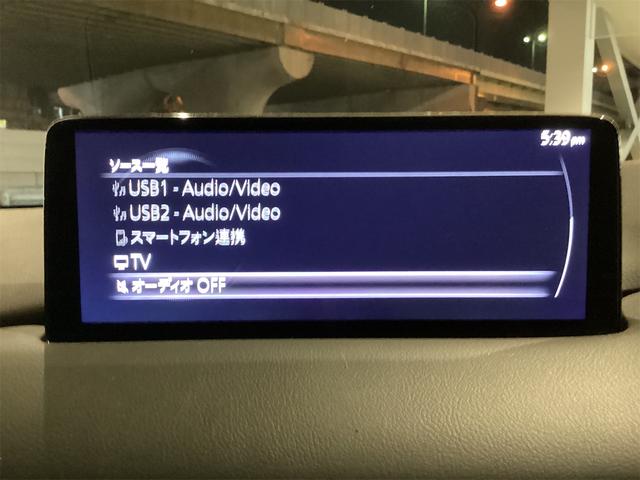 5:39 pm
ソース一覧
USB1 - Audio/Video
USB2 - Audio/Video
スマートフォン連携
TV
オーディオ OFF